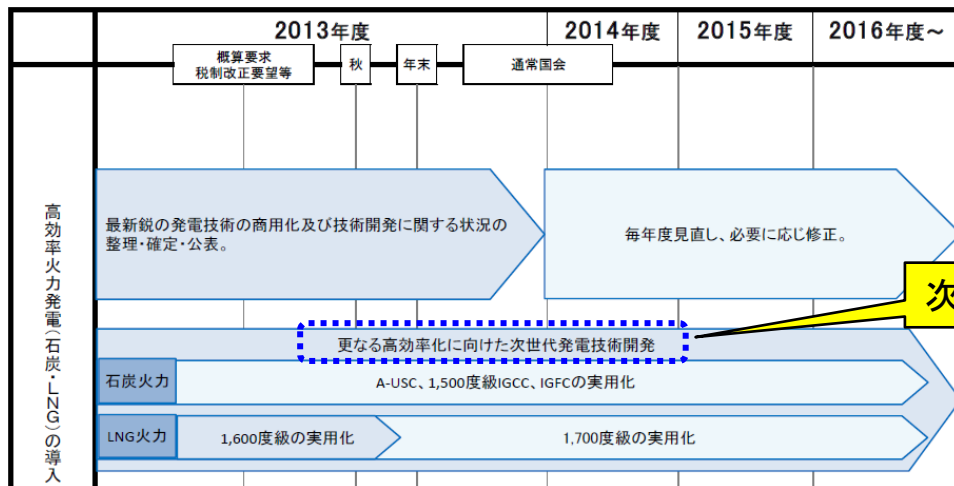 2013年度
2014年度
2015年度
2016年度～
概算要求
税制改正要望等
秋
年末
通常国会
高効率火力発電(石炭・LNG)の導入
最新鋭の発電技術の商用化及び技術開発に関する状況の
整理・確定・公表。
毎年度見直し、必要に応じ修正。
次
更なる高効率化に向けた次世代発電技術開発
石炭火力
A-USC、1,500度級IGCC、IGFCの実用化
LNG火力
1,600度級の実用化
1,700度級の実用化